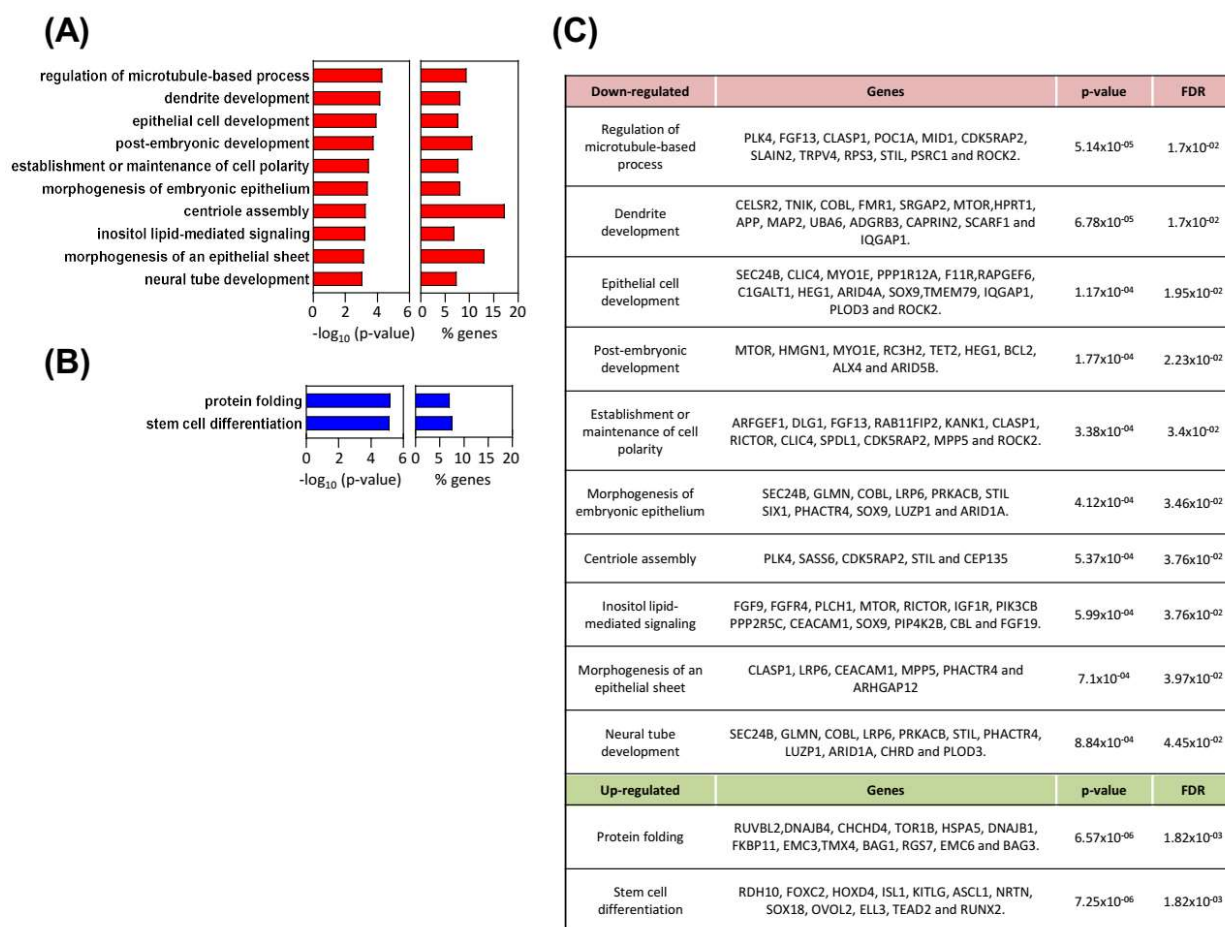 (A)
regulation of microtubule-based process
dendrite development
epithelial cell development
post-embryonic development
establishment or maintenance of cell polarity
morphogenesis of embryonic epithelium
centriole assembly
inositol lipid-mediated signaling
morphogenesis of an epithelial sheet
neural tube development
0 2 4 6 0 5 10 15 20
-log₁₀ (p-value) % genes
(B)
protein folding
stem cell differentiation
0 2 4 6 0 5 10 15 20
-log₁₀ (p-value) % genes
(C)
Down-regulated Genes p-value FDR
Regulation of
microtubule-based
process
PLK4, FGF13, CLASP1, POC1A, MID1, CDK5RAP2,
SLAIN2, TRPV4, RPS3, STIL, PSRC1 and ROCK2.
5.14x10⁻⁰⁵ 1.7x10⁻⁰²
Dendrite
development
CELSR2, TNIK, COBL, FMR1, SRGAP2, MTOR,HPRT1,
APP, MAP2, UBA6, ADGRB3, CAPRIN2, SCARF1 and
IQGAP1.
6.78x10⁻⁰⁵ 1.7x10⁻⁰²
Epithelial cell
development
SEC24B, CLIC4, MYO1E, PPP1R12A, F11R,RAPGEF6,
C1GALT1, HEG1, ARID4A, SOX9,TMEM79, IQGAP1,
PLOD3 and ROCK2.
1.17x10⁻⁰⁴ 1.95x10⁻⁰²
Post-embryonic
development
MTOR, HMGN1, MYO1E, RC3H2, TET2, HEG1, BCL2,
ALX4 and ARID5B.
1.77x10⁻⁰⁴ 2.23x10⁻⁰²
Establishment or
maintenance of cell
polarity
ARFGEF1, DLG1, FGF13, RAB11FIP2, KANK1, CLASP1,
RICTOR, CLIC4, SPDL1, CDK5RAP2, MPP5 and ROCK2.
3.38x10⁻⁰⁴ 3.4x10⁻⁰²
Morphogenesis of
embryonic epithelium
SEC24B, GLMN, COBL, LRP6, PRKACB, STIL
SIX1, PHACTR4, SOX9, LUZP1 and ARID1A.
4.12x10⁻⁰⁴ 3.46x10⁻⁰²
Centriole assembly
PLK4, SASS6, CDK5RAP2, STIL and CEP135
5.37x10⁻⁰⁴ 3.76x10⁻⁰²
Inositol lipid-
mediated signaling
FGF9, FGFR4, PLCH1, MTOR, RICTOR, IGF1R, PIK3CB
PPP2R5C, CEACAM1, SOX9, PIP4K2B, CBL and FGF19.
5.99x10⁻⁰⁴ 3.76x10⁻⁰²
Morphogenesis of an
epithelial sheet
CLASP1, LRP6, CEACAM1, MPP5, PHACTR4 and
ARHGAP12
7.1x10⁻⁰⁴ 3.97x10⁻⁰²
Neural tube
development
SEC24B, GLMN, COBL, LRP6, PRKACB, STIL, PHACTR4,
LUZP1, ARID1A, CHRD and PLOD3.
8.84x10⁻⁰⁴ 4.45x10⁻⁰²
Up-regulated Genes p-value FDR
Protein folding
RUVBL2,DNAJB4, CHCHD4, TOR1B, HSPA5, DNAJB1,
FKBP11, EMC3,TMX4, BAG1, RGS7, EMC6 and BAG3.
6.57x10⁻⁰⁶ 1.82x10⁻⁰³
Stem cell
differentiation
RDH10, FOXC2, HOXD4, ISL1, KITLG, ASCL1, NRTN,
SOX18, OVOL2, ELL3, TEAD2 and RUNX2.
7.25x10⁻⁰⁶ 1.82x10⁻⁰³